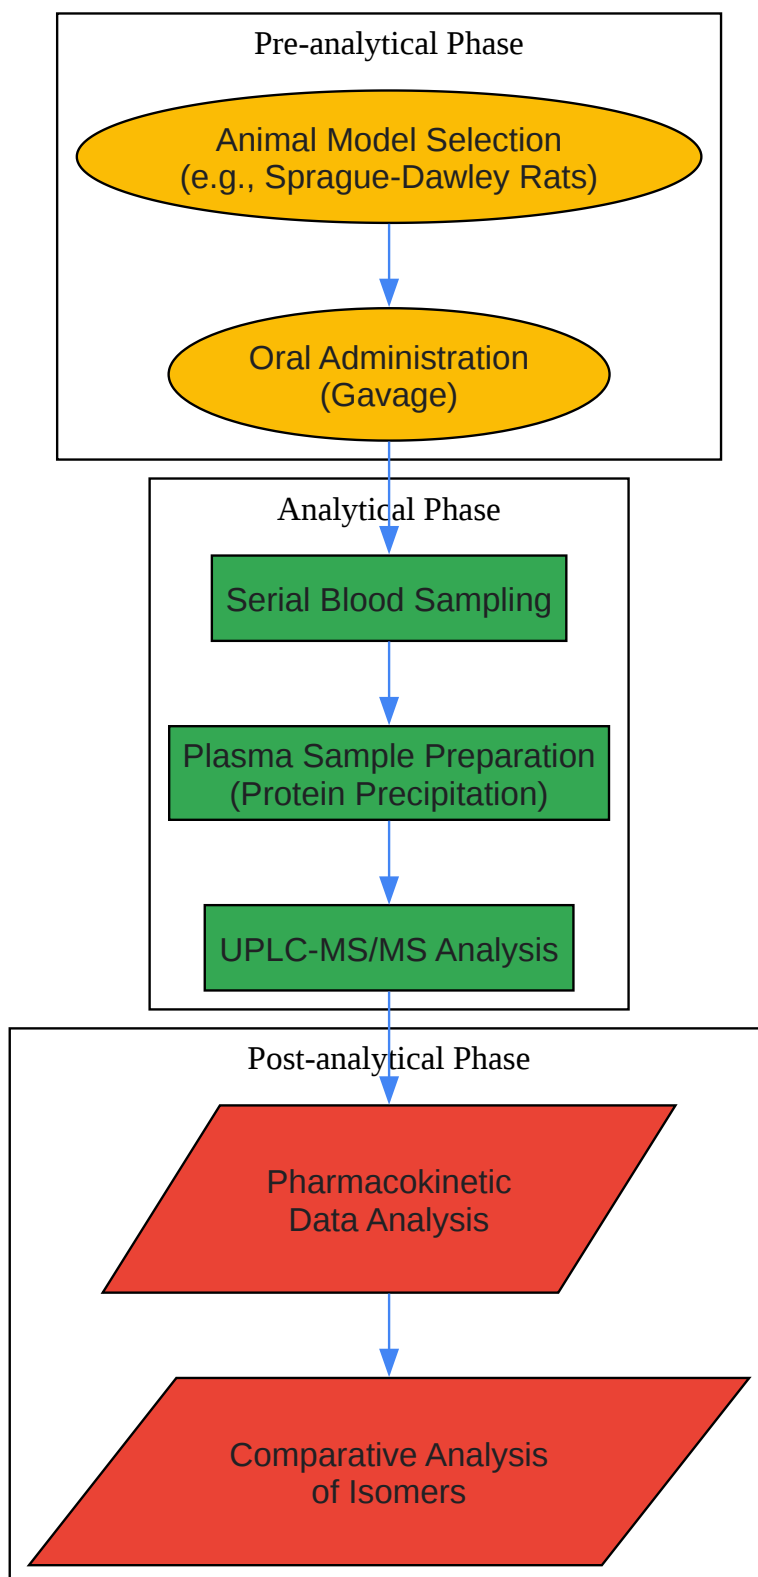 Pre-analytical Phase
Animal Model Selection
(e.g., Sprague-Dawley Rats)
Oral Administration
(Gavage)
Analytical Phase
Serial Blood Sampling
Plasma Sample Preparation
(Protein Precipitation)
UPLC-MS/MS Analysis
Post-analytical Phase
Pharmacokinetic
Data Analysis
Comparative Analysis
of Isomers